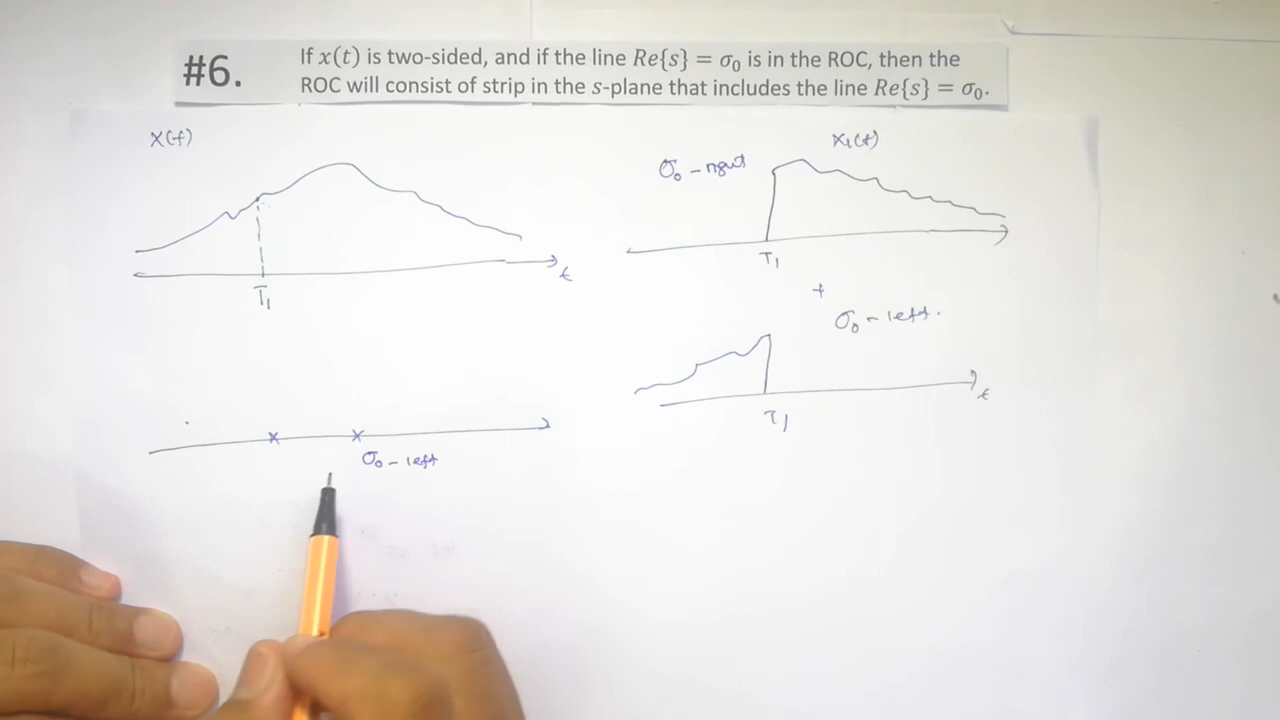 #6.
If x(t) is two-sided, and if the line Re{s} = σ₀ is in the ROC, then the
ROC will consist of strip in the s-plane that includes the line Re{s} = σ₀.
x(t)
x₁(t)
σ₀ - right
T₁
t
T₁
+
σ₀ - left.
t
T₁
σ₀ - left